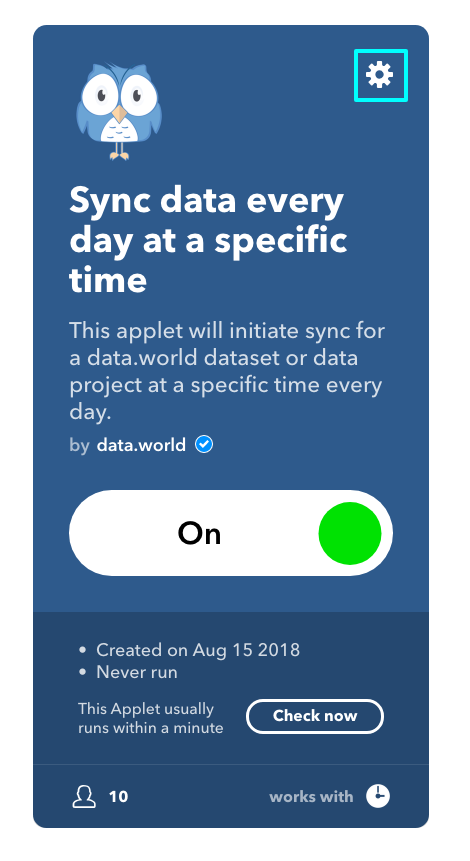 Sync data every
day at a specific
time
This applet will initiate sync for
a data.world dataset or data
project at a specific time every
day.
by data.world
On
• Created on Aug 15 2018
• Never run
This Applet usually
runs within a minute
Check now
10
works with